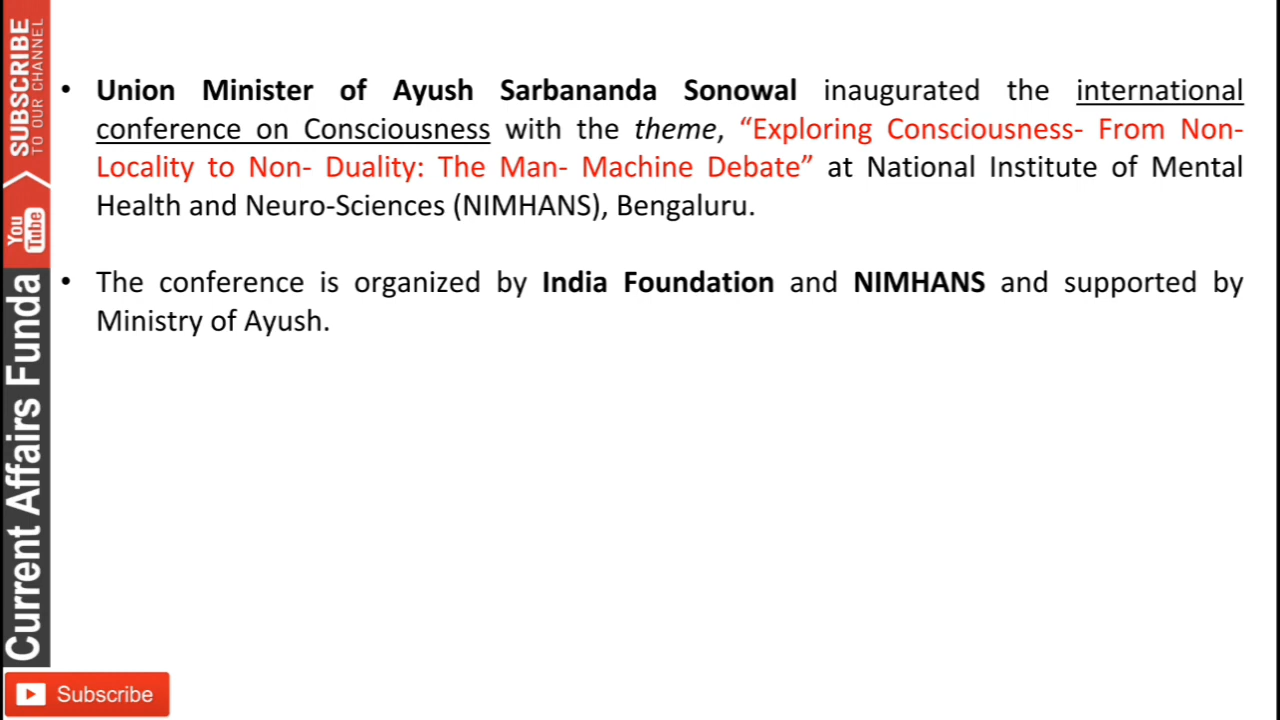 SUBSCRIBE
TO OUR CHANNEL
You
Tube
Current Affairs Funda
• Union Minister of Ayush Sarbananda Sonowal inaugurated the international
conference on Consciousness with the theme, “Exploring Consciousness- From Non-
Locality to Non- Duality: The Man- Machine Debate” at National Institute of Mental
Health and Neuro-Sciences (NIMHANS), Bengaluru.
• The conference is organized by India Foundation and NIMHANS and supported by
Ministry of Ayush.
Subscribe